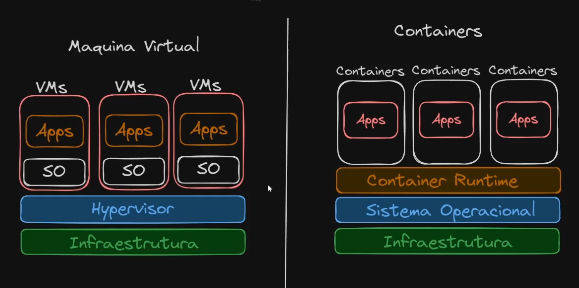 Maquina Virtual
VMs VMs VMs
Apps Apps Apps
SO SO SO
Hypervisor
Infraestrutura
Containers
Containers Containers Containers
Apps Apps Apps
Container Runtime
Sistema Operacional
Infraestrutura